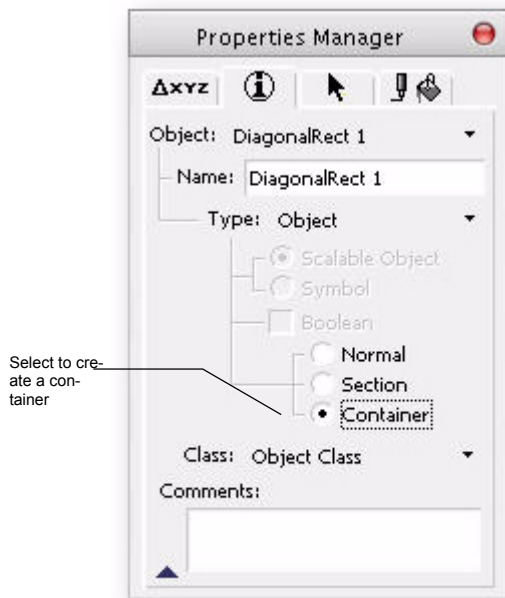 Properties Manager
ΔXYZ
Object: DiagonalRect 1
Name: DiagonalRect 1
Type: Object
Scalable Object
Symbol
Boolean
Normal
Section
Container
Select to cre-
ate a con-
tainer
Class: Object Class
Comments: